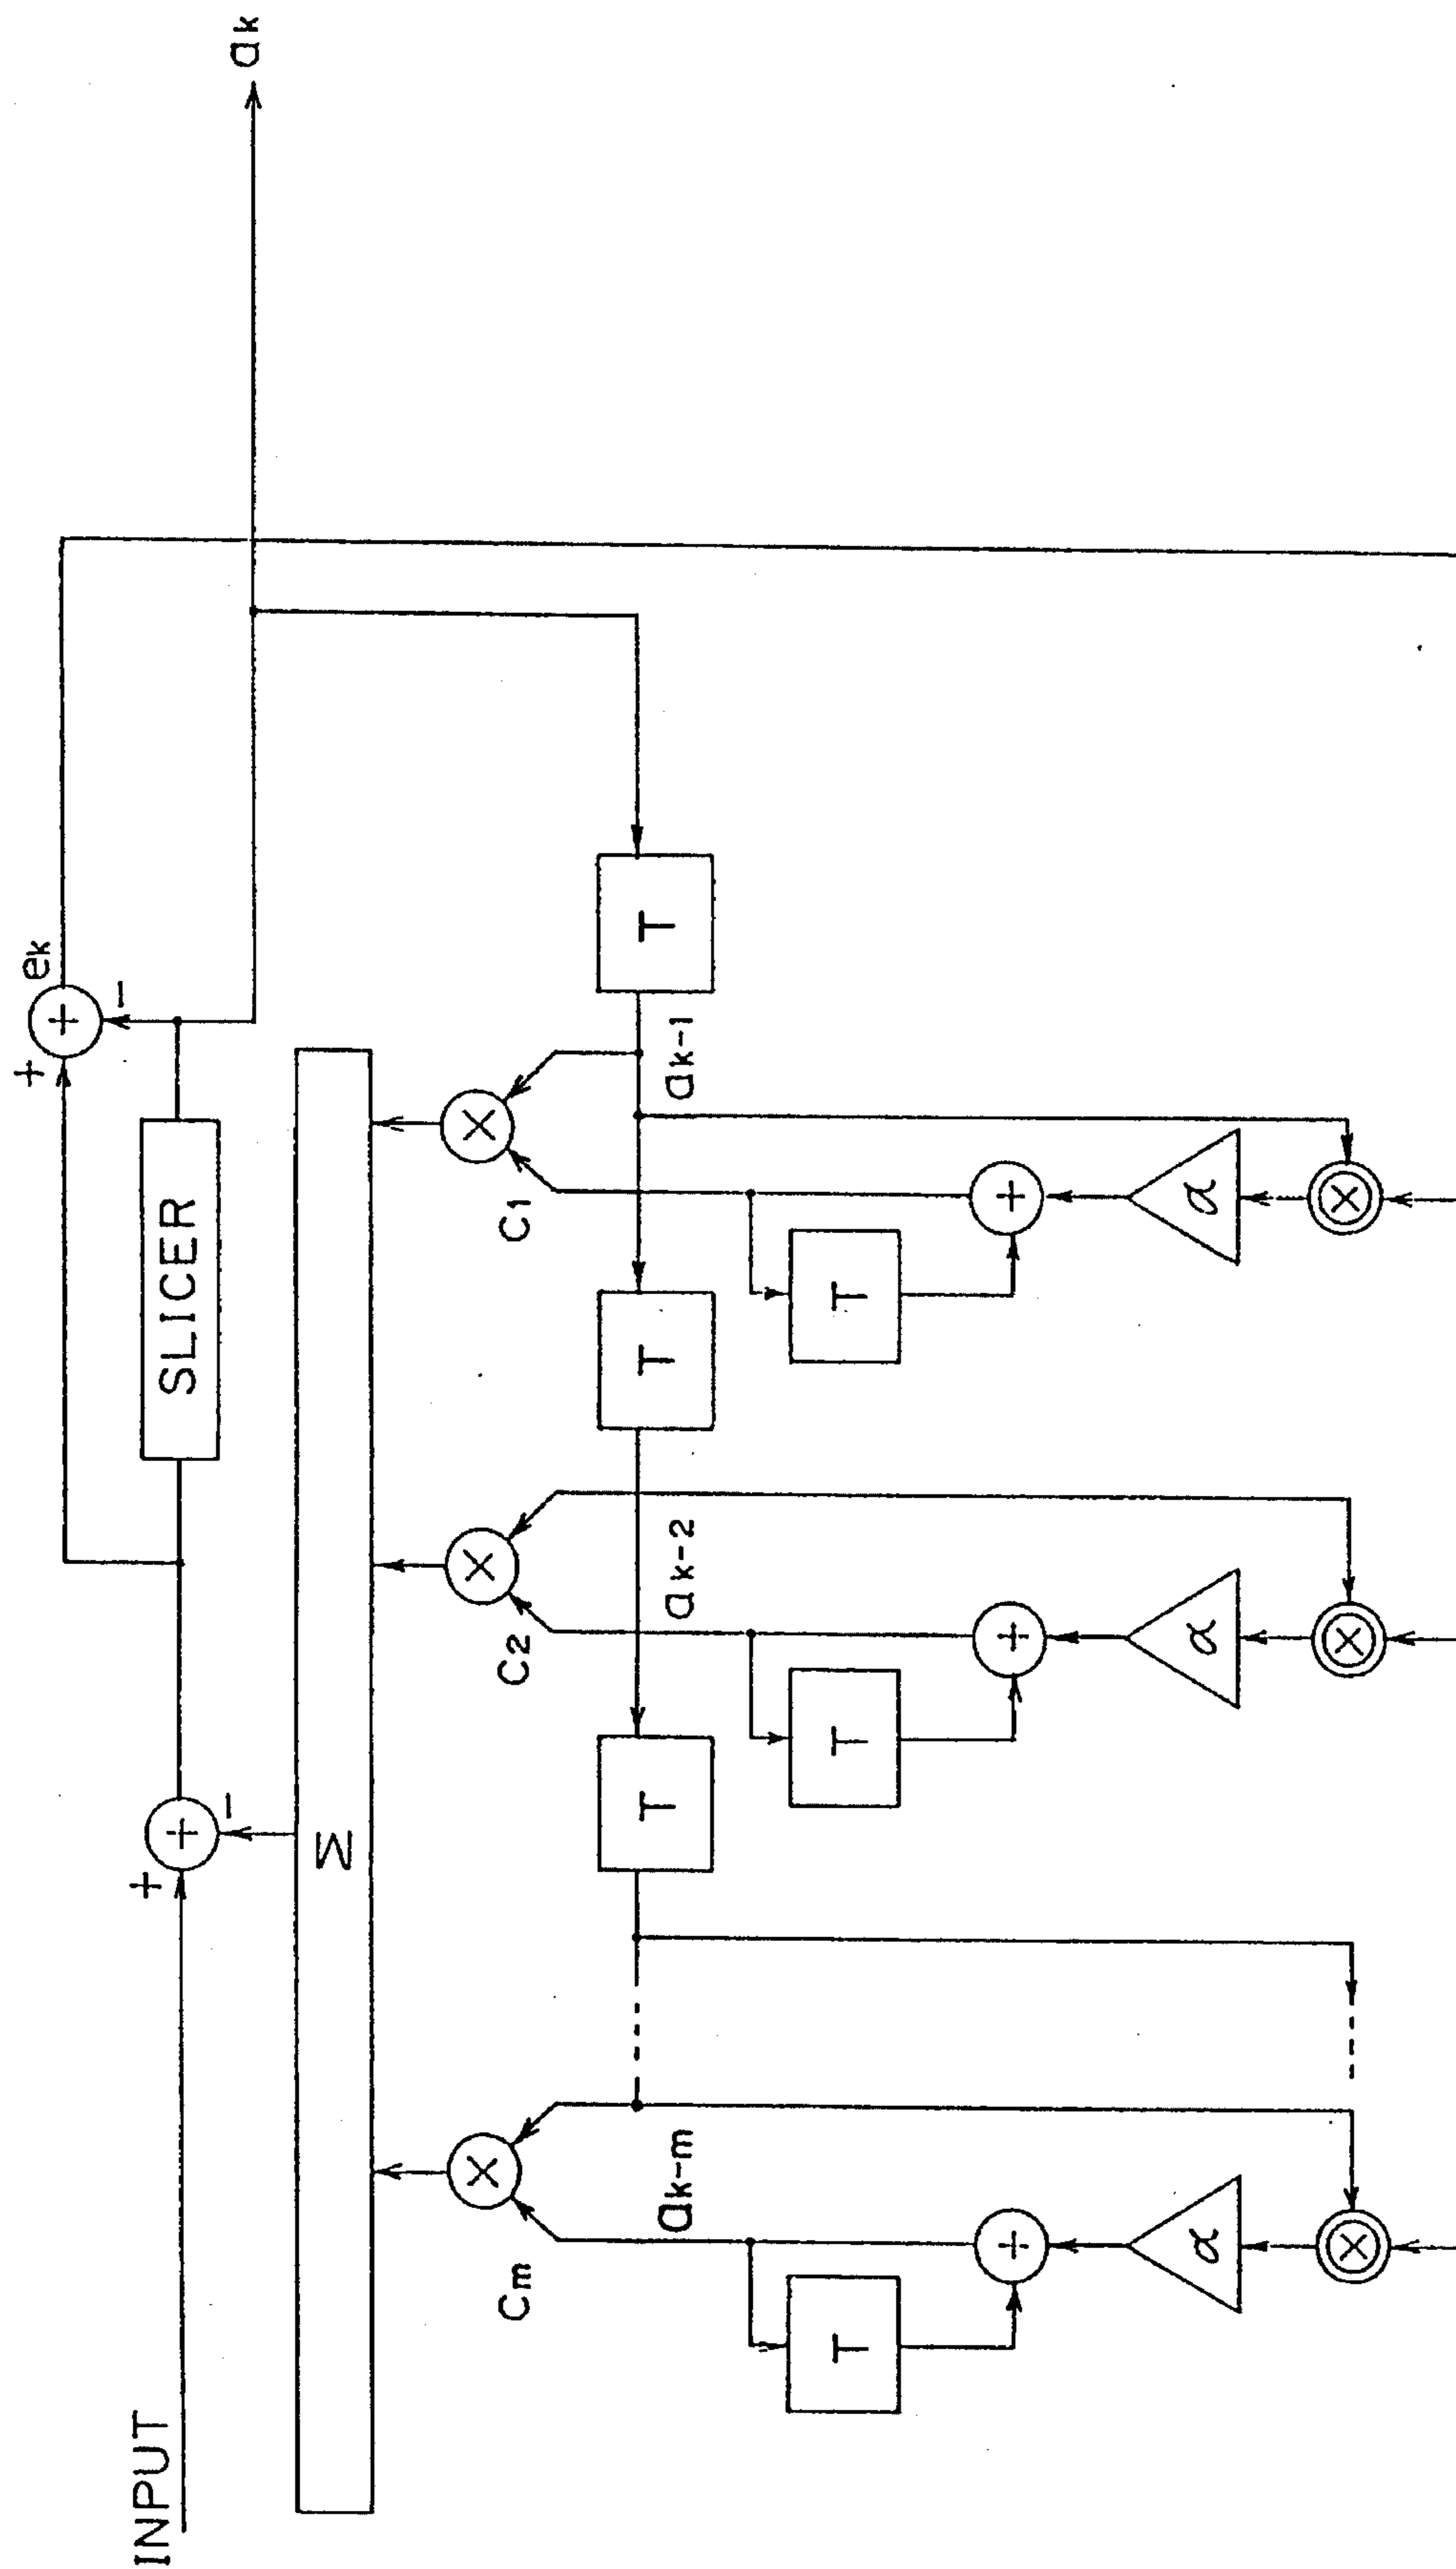 INPUT
+
+
−
SLICER
+
+
−
ek
ak
Σ
×
×
×
Cm
C2
C1
T
T
T
ak-m
ak-2
ak-1
T
T
T
+
+
+
α
α
α
×
×
×